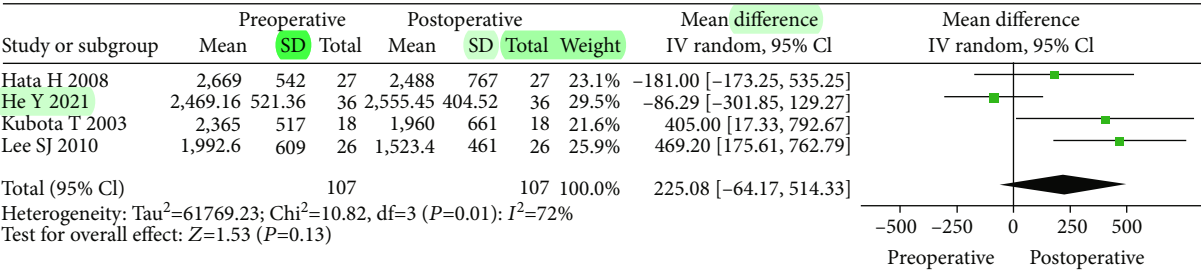 Preoperative Postoperative Mean difference Mean difference
Study or subgroup Mean SD Total Mean SD Total Weight IV random, 95% Cl IV random, 95% Cl
Hata H 2008 2,669 542 27 2,488 767 27 23.1% −181.00 [−173.25, 535.25]
He Y 2021 2,469.16 521.36 36 2,555.45 404.52 36 29.5% −86.29 [−301.85, 129.27]
Kubota T 2003 2,365 517 18 1,960 661 18 21.6% 405.00 [17.33, 792.67]
Lee SJ 2010 1,992.6 609 26 1,523.4 461 26 25.9% 469.20 [175.61, 762.79]
Total (95% Cl) 107 107 100.0% 225.08 [−64.17, 514.33]
Heterogeneity: Tau²=61769.23; Chi²=10.82, df=3 (P=0.01): I²=72%
Test for overall effect: Z=1.53 (P=0.13)
−500 −250 0 250 500
Preoperative Postoperative